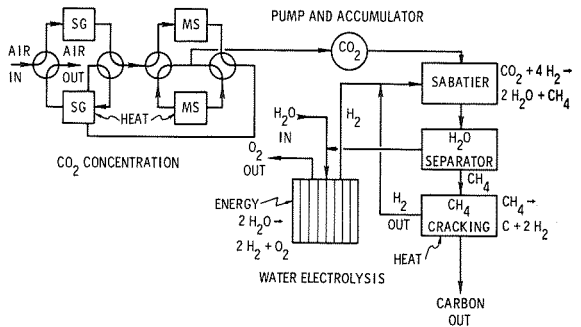 PUMP AND ACCUMULATOR
SG
MS
AIR
IN
AIR
OUT
CO2
SG
HEAT
MS
CO2 CONCENTRATION
SABATIER
CO2 + 4 H2 →
2 H2O + CH4
H2O
IN
H2
O2
OUT
H2O
SEPARATOR
CH4
ENERGY
2 H2O →
2 H2 + O2
H2
OUT
CH4
CRACKING
CH4 →
C + 2 H2
HEAT
WATER ELECTROLYSIS
CARBON
OUT